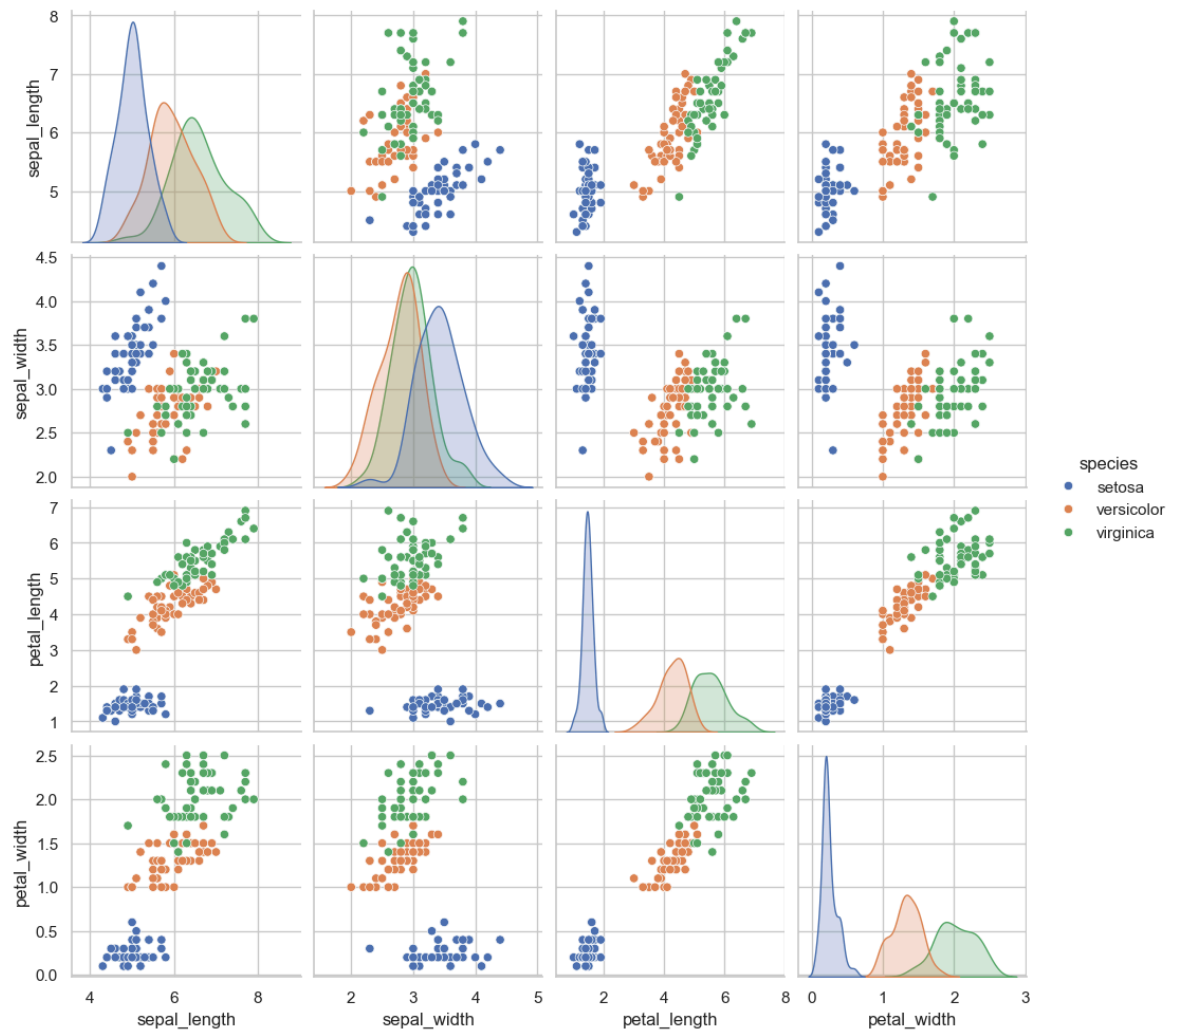 8
7
6
5
sepal_length
4.5
4.0
3.5
3.0
2.5
2.0
sepal_width
species
setosa
versicolor
virginica
7
6
5
4
3
2
1
petal_length
2.5
2.0
1.5
1.0
0.5
0.0
petal_width
4 6 8
2 3 4 5
2 4 6 8
0 1 2 3
sepal_length
sepal_width
petal_length
petal_width